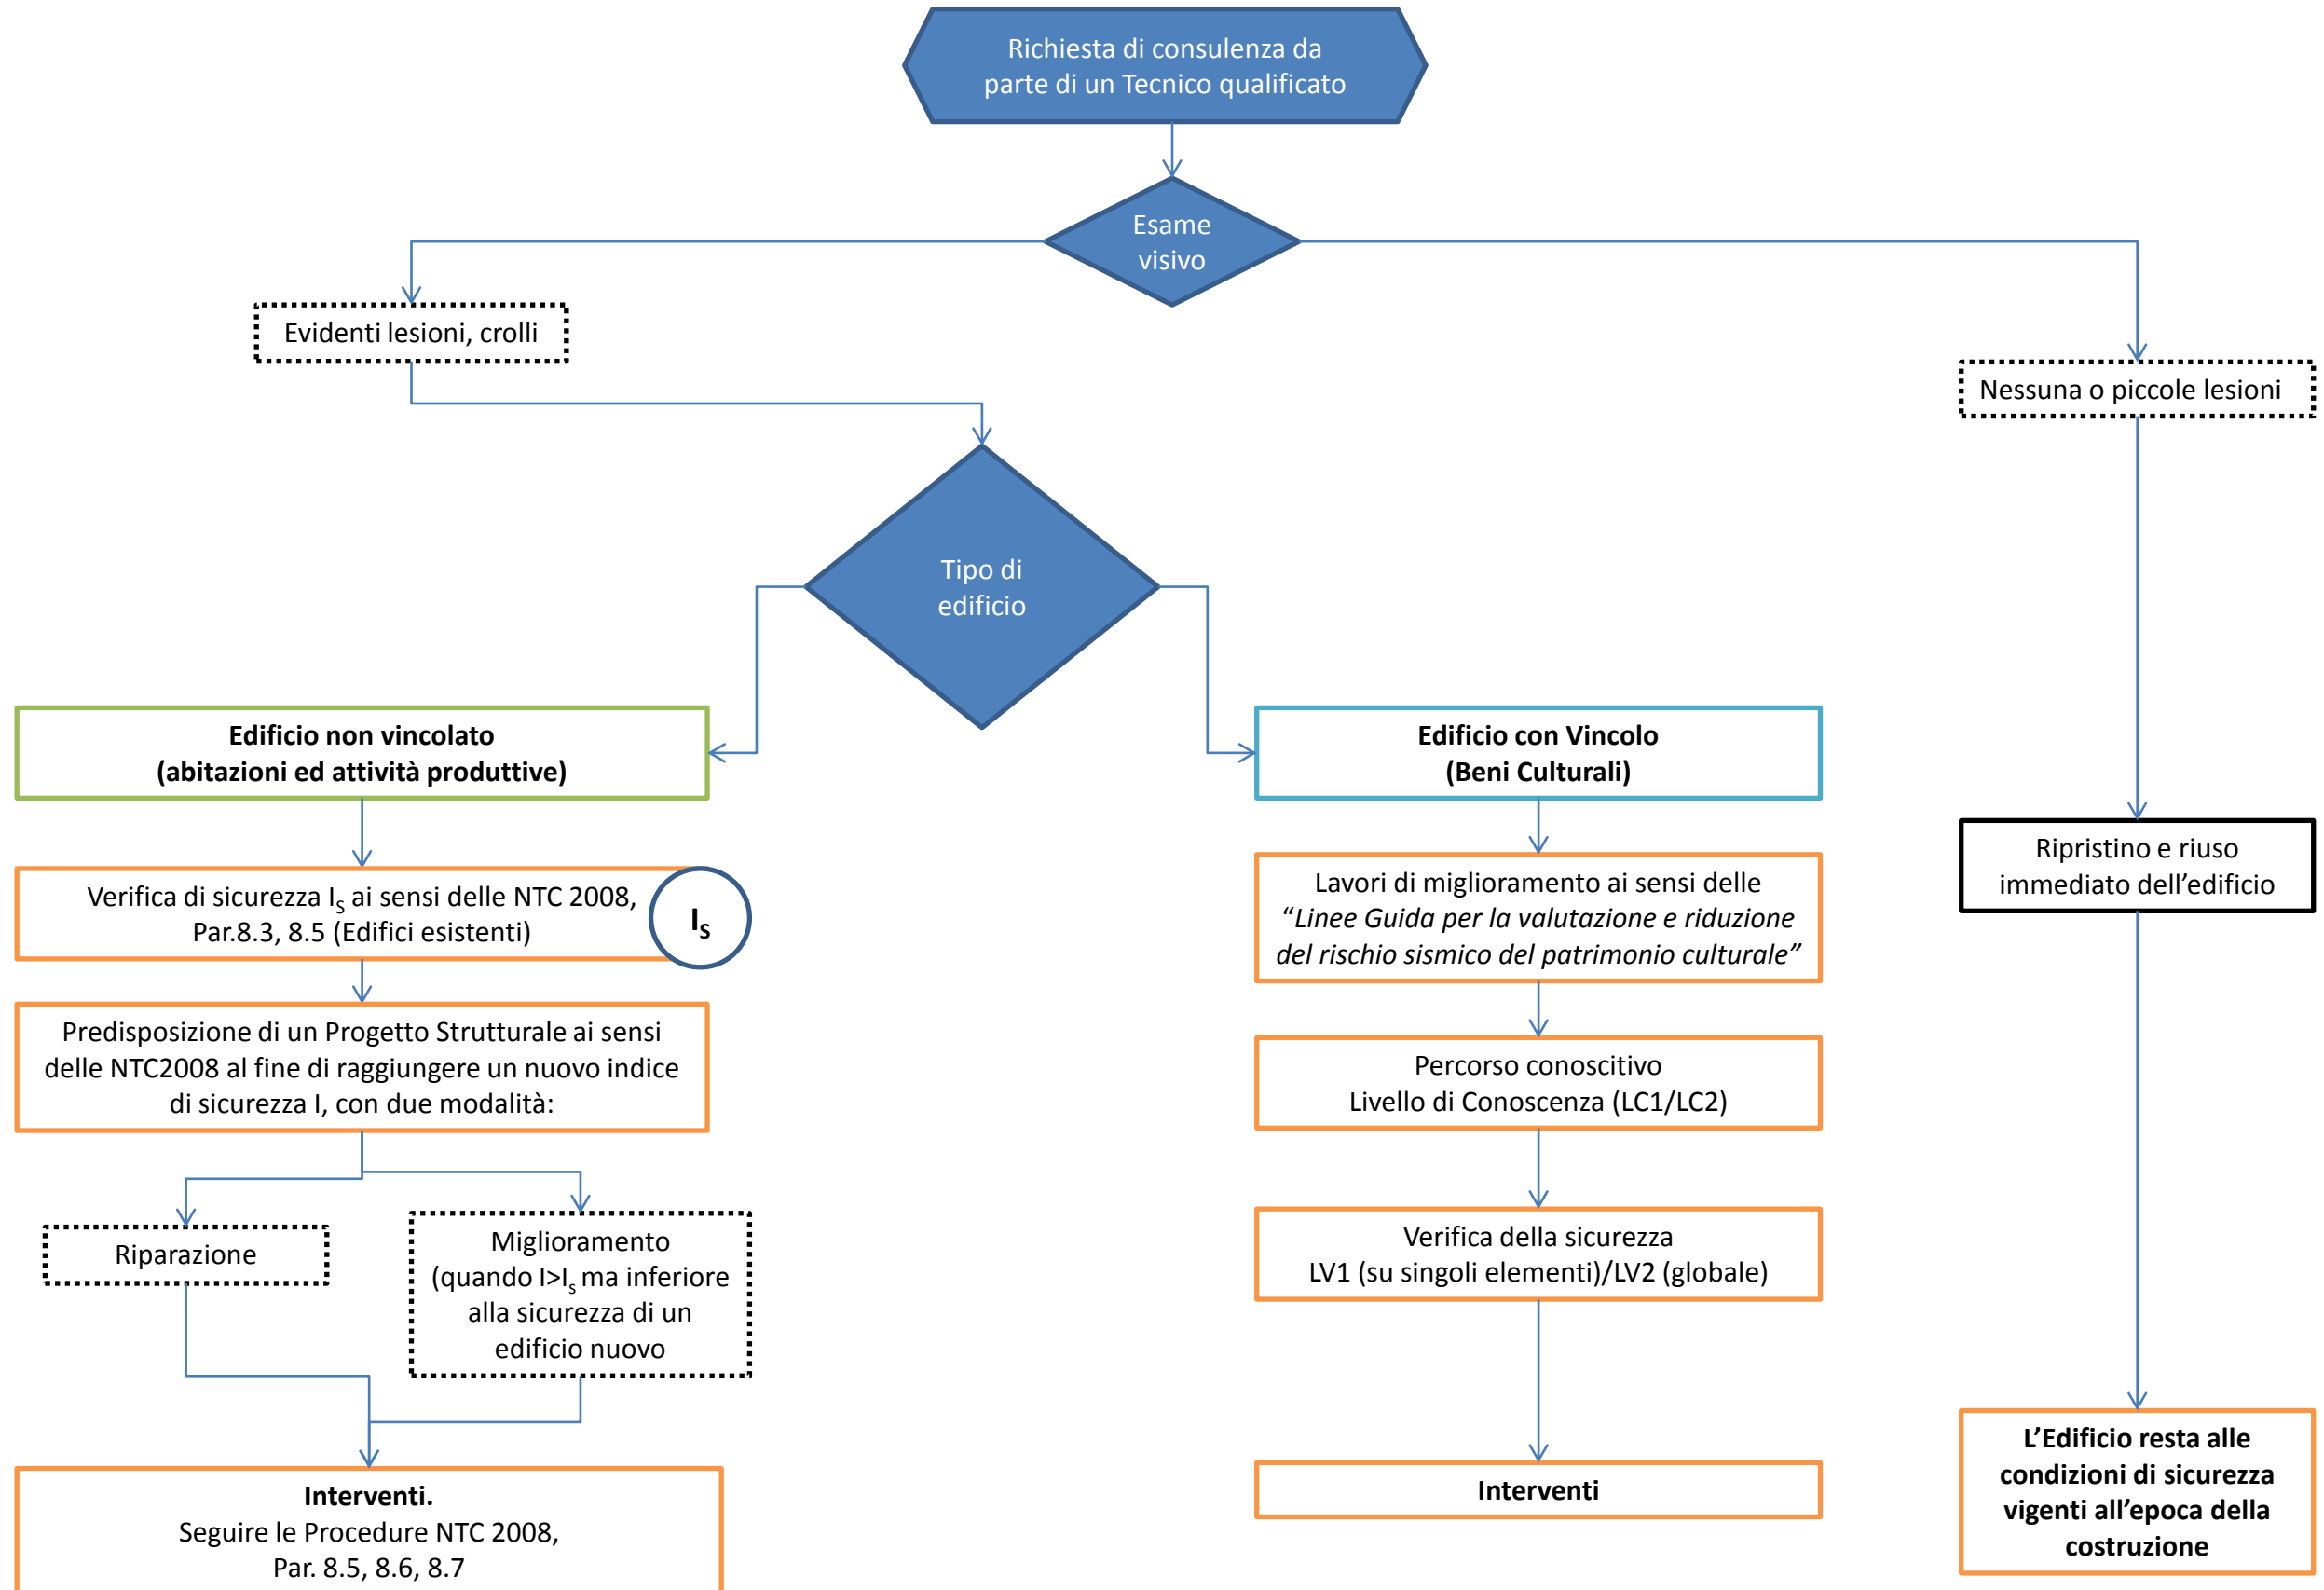 Richiesta di consulenza da
parte di un Tecnico qualificato
Esame
visivo
Evidenti lesioni, crolli
Nessuna o piccole lesioni
Tipo di
edificio
Edificio non vincolato
(abitazioni ed attività produttive)
Edificio con Vincolo
(Beni Culturali)
Verifica di sicurezza IS ai sensi delle NTC 2008,
Par.8.3, 8.5 (Edifici esistenti)
IS
Lavori di miglioramento ai sensi delle
“Linee Guida per la valutazione e riduzione
del rischio sismico del patrimonio culturale”
Ripristino e riuso
immediato dell’edificio
Predisposizione di un Progetto Strutturale ai sensi
delle NTC2008 al fine di raggiungere un nuovo indice
di sicurezza I, con due modalità:
Percorso conoscitivo
Livello di Conoscenza (LC1/LC2)
Riparazione
Miglioramento
(quando I>Is ma inferiore
alla sicurezza di un
edificio nuovo
Verifica della sicurezza
LV1 (su singoli elementi)/LV2 (globale)
Interventi.
Seguire le Procedure NTC 2008,
Par. 8.5, 8.6, 8.7
Interventi
L’Edificio resta alle
condizioni di sicurezza
vigenti all’epoca della
costruzione